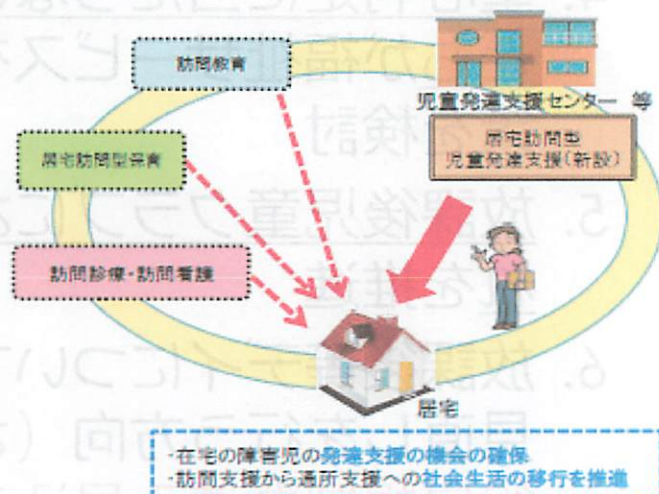 訪問教育
児童発達支援センター 等
居宅訪問型
児童発達支援(新設)
居宅訪問型保育
訪問診療・訪問看護
居宅
・在宅の障害児の発達支援の機会の確保
・訪問支援から通所支援への社会生活の移行を推進